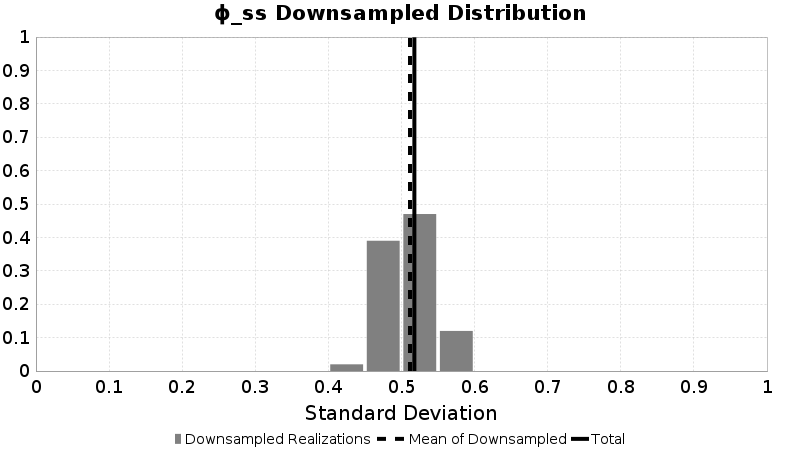 ϕ_ss Downsampled Distribution
1
0.9
0.8
0.7
0.6
0.5
0.4
0.3
0.2
0.1
0
0 0.1 0.2 0.3 0.4 0.5 0.6 0.7 0.8 0.9 1
Standard Deviation
Downsampled Realizations Mean of Downsampled Total